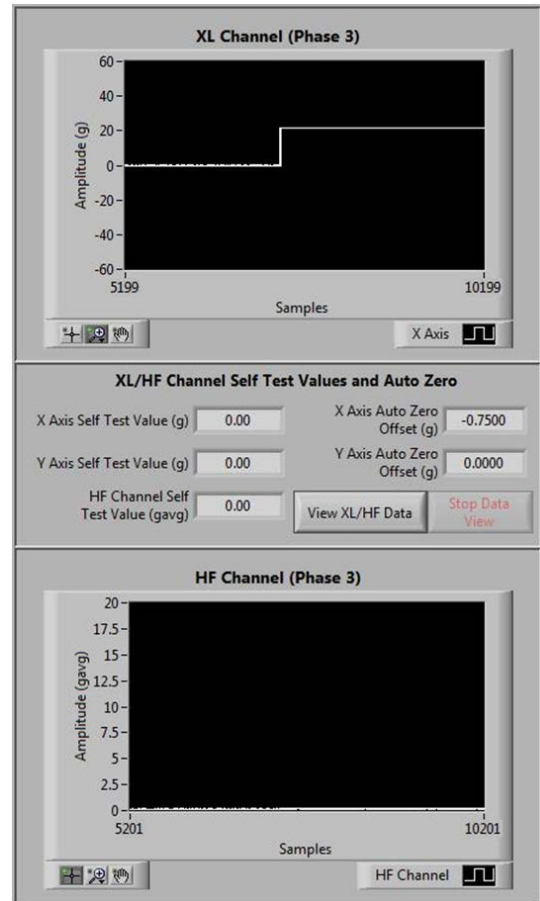 XL Channel (Phase 3)
60
40
20
0
-20
-40
-60
Amplitude (g)
5199
10199
Samples
X Axis
XL/HF Channel Self Test Values and Auto Zero
X Axis Self Test Value (g)
0.00
X Axis Auto Zero
Offset (g)
-0.7500
Y Axis Self Test Value (g)
0.00
Y Axis Auto Zero
Offset (g)
0.0000
HF Channel Self
Test Value (gavg)
0.00
View XL/HF Data
Stop Data
View
HF Channel (Phase 3)
20
17.5
15
12.5
10
7.5
5
2.5
0
Amplitude (gavg)
5201
10201
Samples
HF Channel